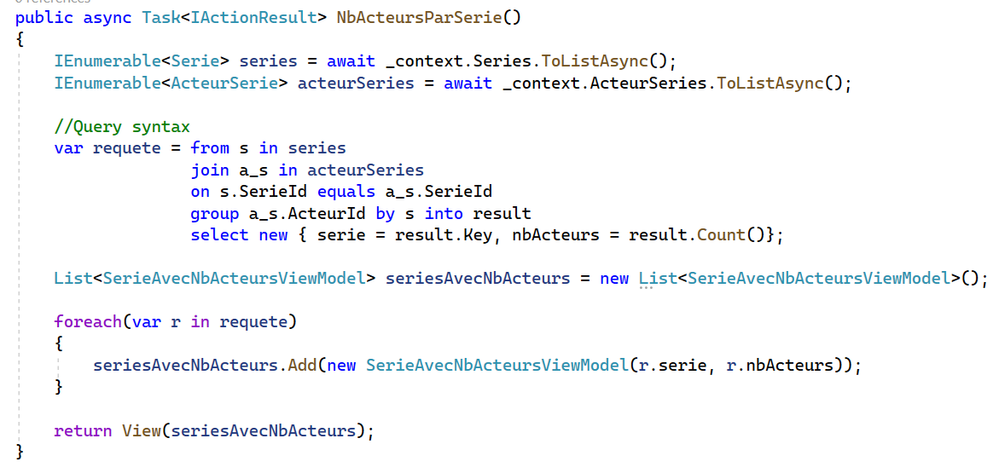 0 references
public async Task<IActionResult> NbActeursParSerie()
{
IEnumerable<Serie> series = await _context.Series.ToListAsync();
IEnumerable<ActeurSerie> acteurSeries = await _context.ActeurSeries.ToListAsync();
//Query syntax
var requete = from s in series
join a_s in acteurSeries
on s.SerieId equals a_s.SerieId
group a_s.ActeurId by s into result
select new { serie = result.Key, nbActeurs = result.Count()};
List<SerieAvecNbActeursViewModel> seriesAvecNbActeurs = new List<SerieAvecNbActeursViewModel>();
foreach(var r in requete)
{
seriesAvecNbActeurs.Add(new SerieAvecNbActeursViewModel(r.serie, r.nbActeurs));
}
return View(seriesAvecNbActeurs);
}